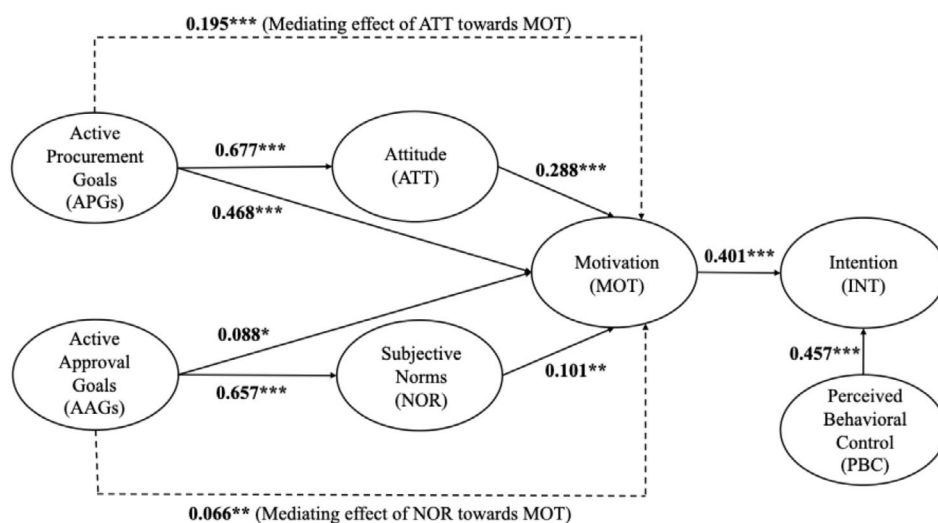 0.195*** (Mediating effect of ATT towards MOT)
Active
Procurement
Goals
(APGs)
0.677***
Attitude
(ATT)
0.288***
0.468***
Motivation
(MOT)
0.401***
Intention
(INT)
Active
Approval
Goals
(AAGs)
0.088*
0.657***
Subjective
Norms
(NOR)
0.101**
0.457***
Perceived
Behavioral
Control
(PBC)
0.066** (Mediating effect of NOR towards MOT)